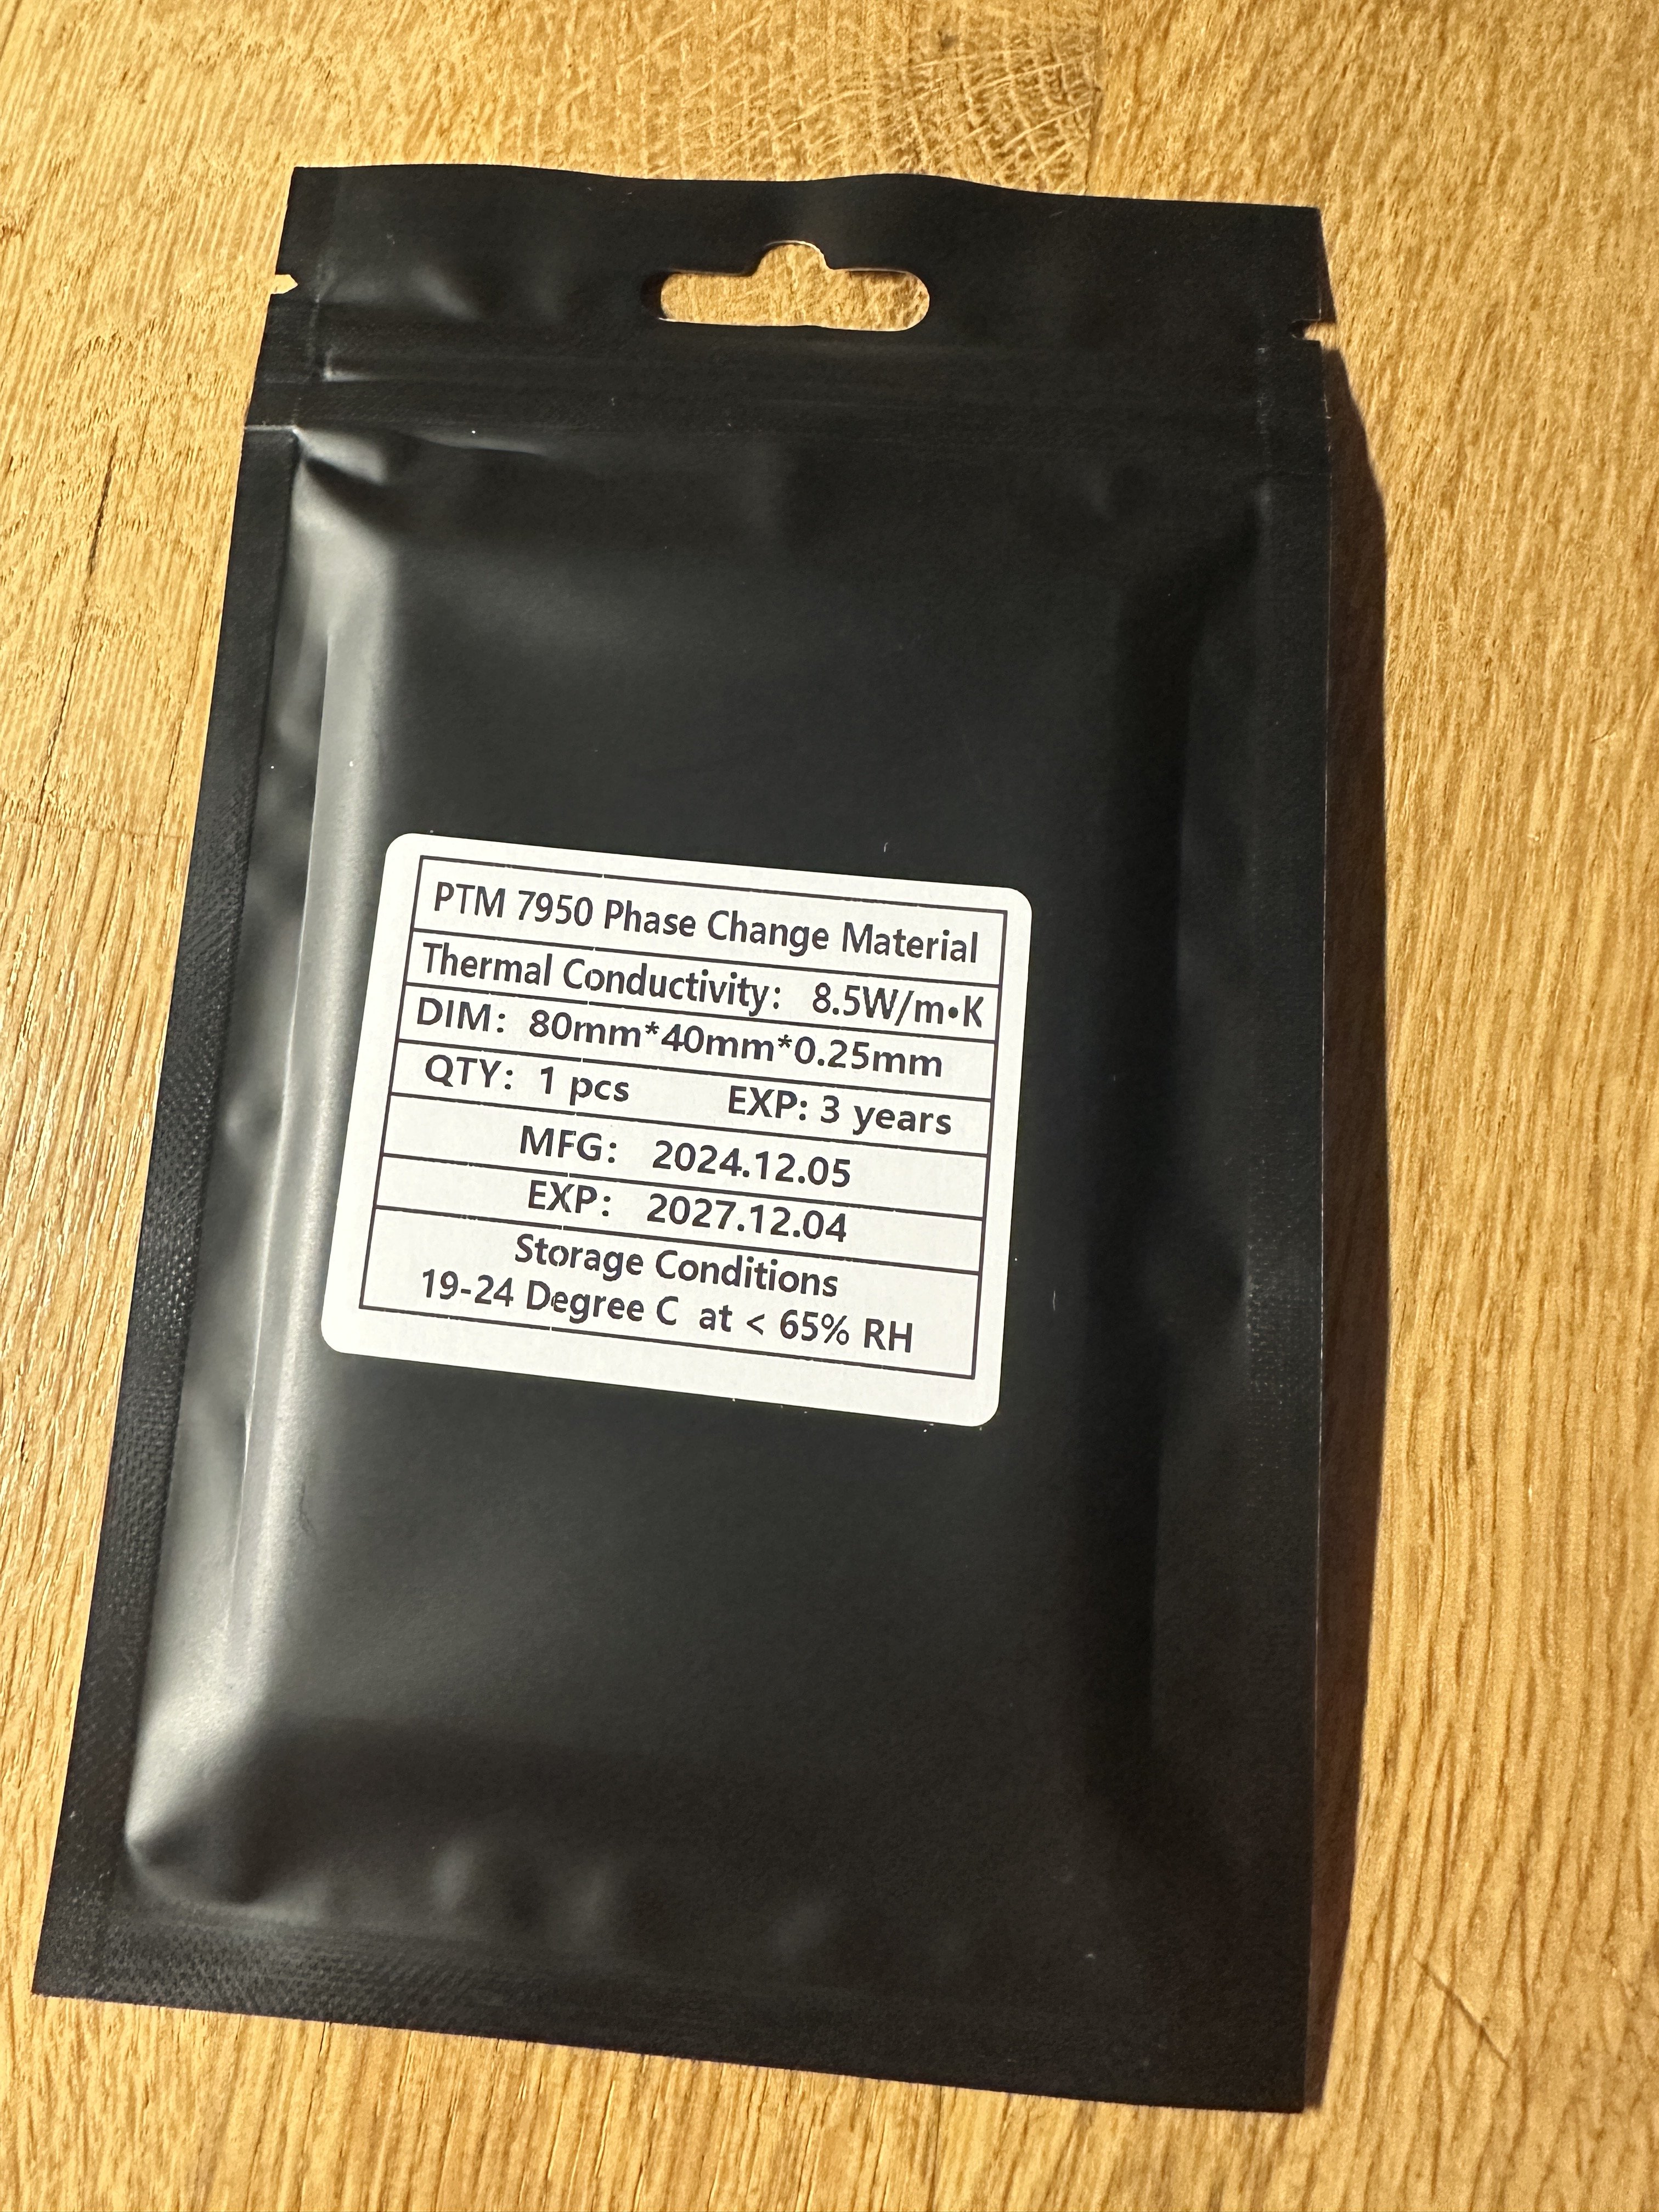 PTM 7950 Phase Change Material
Thermal Conductivity: 8.5W/m•K
DIM: 80mm*40mm*0.25mm
QTY: 1 pcs EXP: 3 years
MFG: 2024.12.05
EXP: 2027.12.04
Storage Conditions
19-24 Degree C at < 65% RH